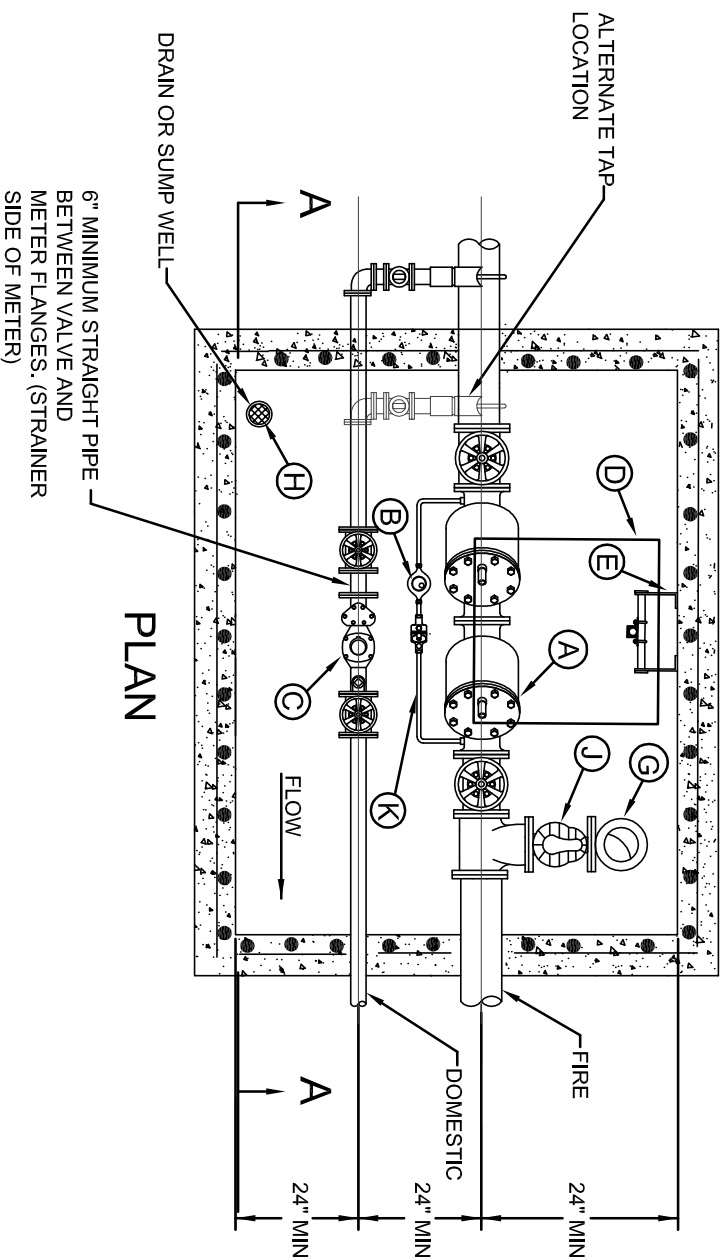 ALTERNATE TAP
LOCATION
DRAIN OR SUMP WELL
6" MINIMUM STRAIGHT PIPE
BETWEEN VALVE AND
METER FLANGES. (STRAINER
SIDE OF METER)
A
A
D
E
B
A
H
C
K
J
G
FLOW
FIRE
DOMESTIC
24" MIN
24" MIN
24" MIN
PLAN